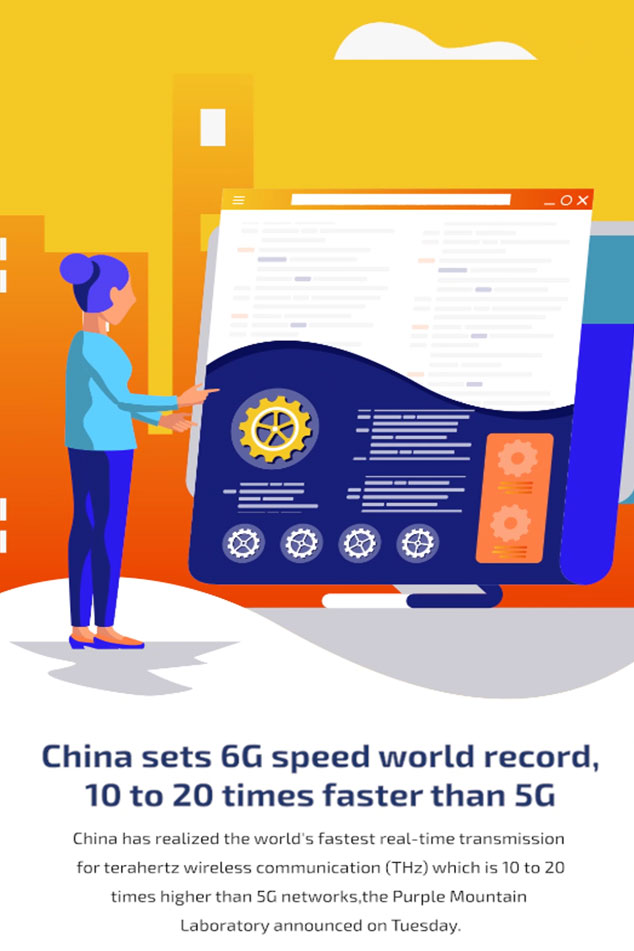 China sets 6G speed world record,
10 to 20 times faster than 5G
China has realized the world's fastest real-time transmission
for terahertz wireless communication (THz) which is 10 to 20
times higher than 5G networks,the Purple Mountain
Laboratory announced on Tuesday.